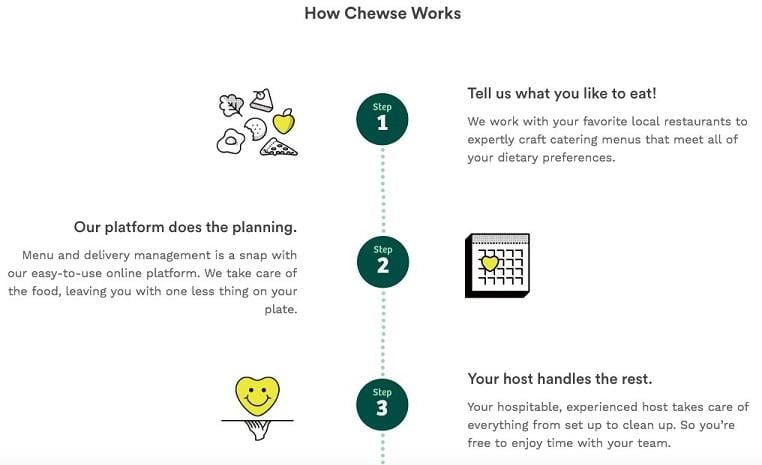 How Chewse Works
Step
1
Tell us what you like to eat!
We work with your favorite local restaurants to
expertly craft catering menus that meet all of
your dietary preferences.
Our platform does the planning.
Menu and delivery management is a snap with
our easy-to-use online platform. We take care of
the food, leaving you with one less thing on your
plate.
Step
2
Step
3
Your host handles the rest.
Your hospitable, experienced host takes care of
everything from set up to clean up. So you're
free to enjoy time with your team.